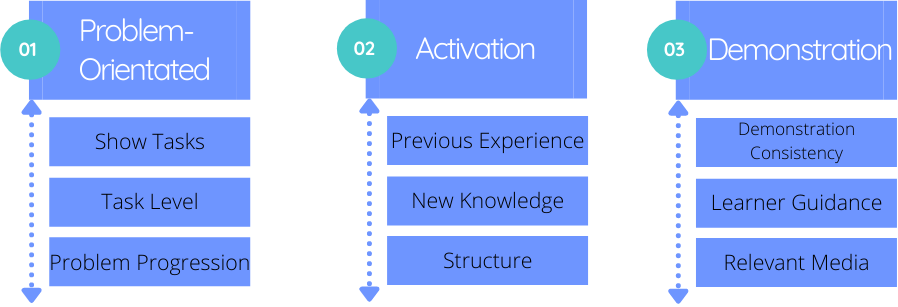 01
Problem-
Orientated
Show Tasks
Task Level
Problem Progression
02
Activation
Previous Experience
New Knowledge
Structure
03
Demonstration
Demonstration
Consistency
Learner Guidance
Relevant Media